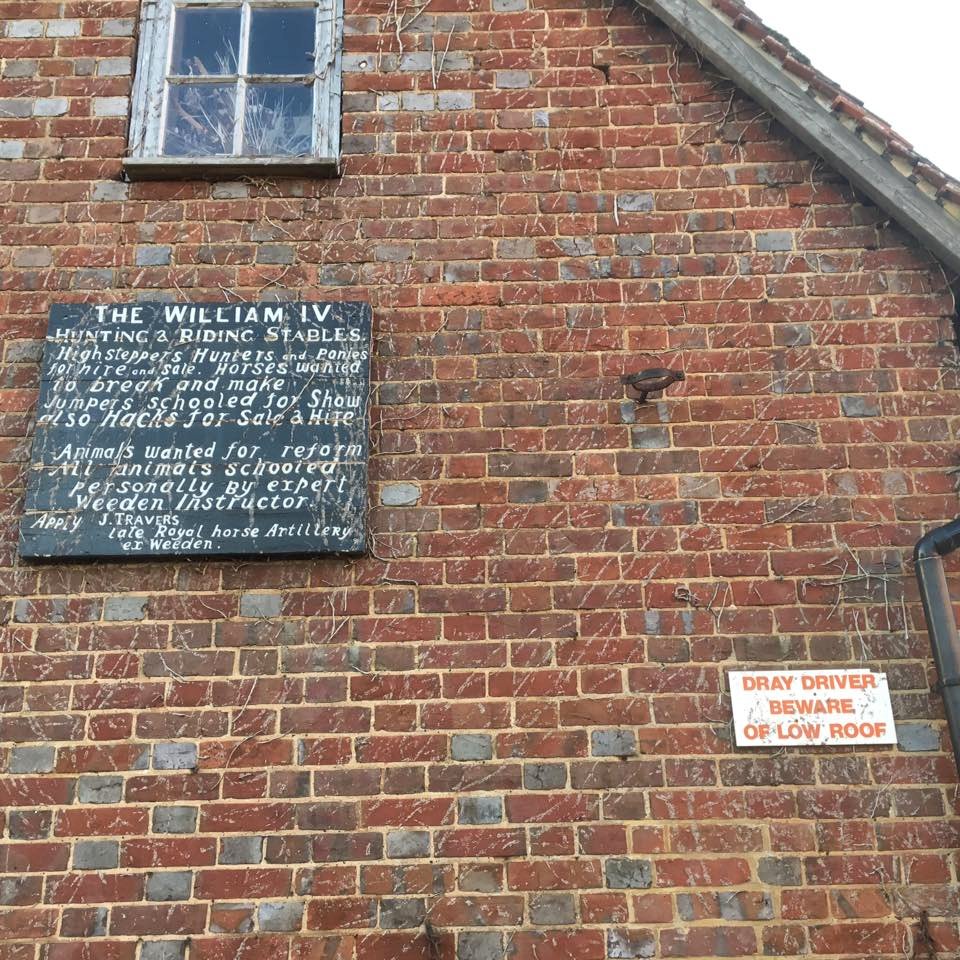 THE WILLIAM IV
HUNTING & RIDING STABLES.
Highsteppers Hunters and Ponies
for hire and sale. Horses wanted
to break and make
Jumpers schooled for Show
also Hacks for Sale & Hire
Animals wanted for reform
All animals schooled
Personally by expert
Weeden Instructor.
Apply J. TRAVERS
late Royal horse Artillery
ex Weeden.
DRAY DRIVER
BEWARE
OF LOW ROOF